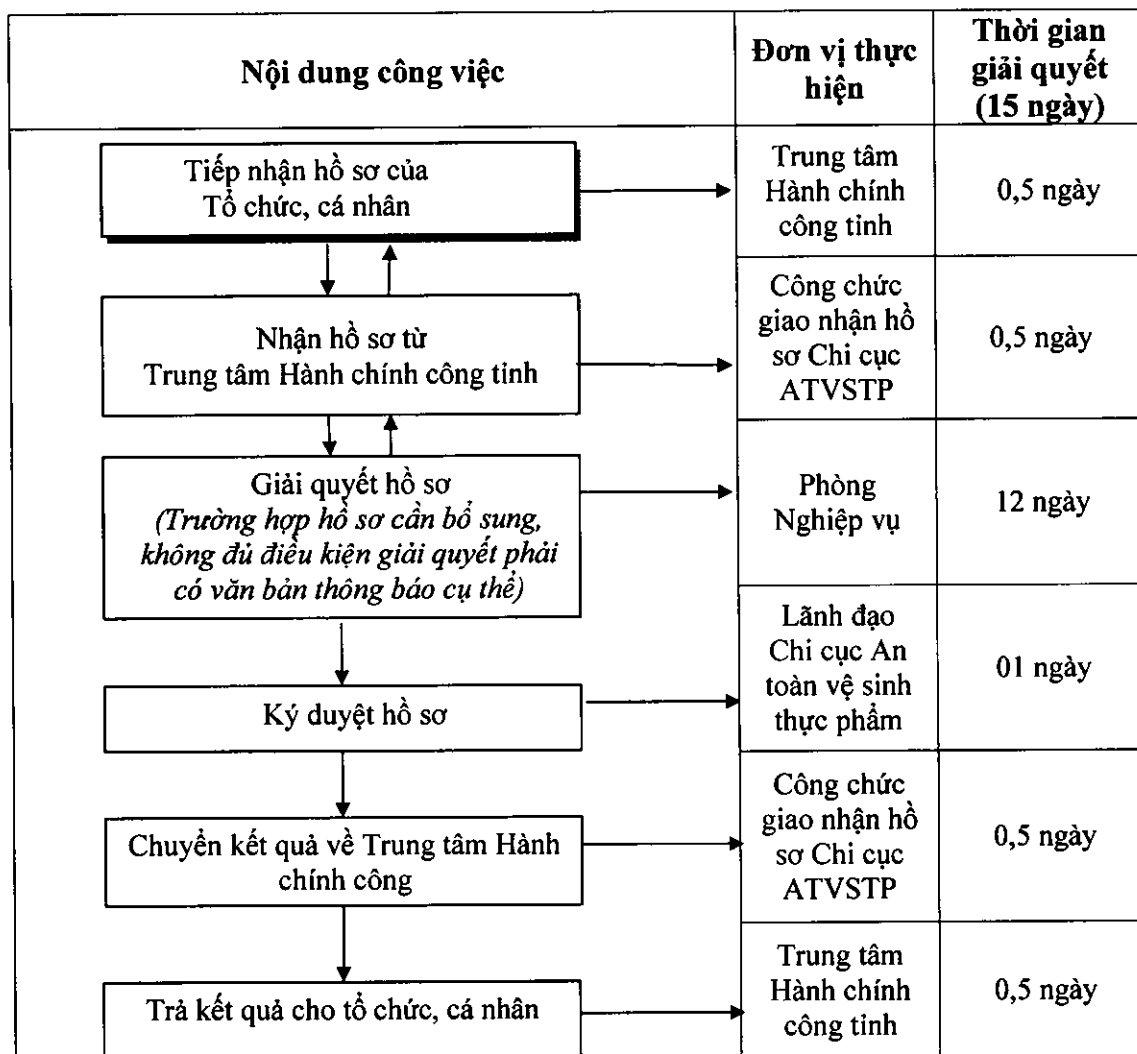 Nội dung công việc
Đơn vị thực
hiện
Thời gian
giải quyết
(15 ngày)
Tiếp nhận hồ sơ của
Tổ chức, cá nhân
Trung tâm
Hành chính
công tỉnh
0,5 ngày
Nhận hồ sơ từ
Trung tâm Hành chính công tỉnh
Công chức
giao nhận hồ
sơ Chi cục
ATVSTP
0,5 ngày
Giải quyết hồ sơ
(Trường hợp hồ sơ cần bổ sung,
không đủ điều kiện giải quyết phải
có văn bản thông báo cụ thể)
Phòng
Nghiệp vụ
12 ngày
Ký duyệt hồ sơ
Lãnh đạo
Chi cục An
toàn vệ sinh
thực phẩm
01 ngày
Chuyển kết quả về Trung tâm Hành
chính công
Công chức
giao nhận hồ
sơ Chi cục
ATVSTP
0,5 ngày
Trả kết quả cho tổ chức, cá nhân
Trung tâm
Hành chính
công tỉnh
0,5 ngày